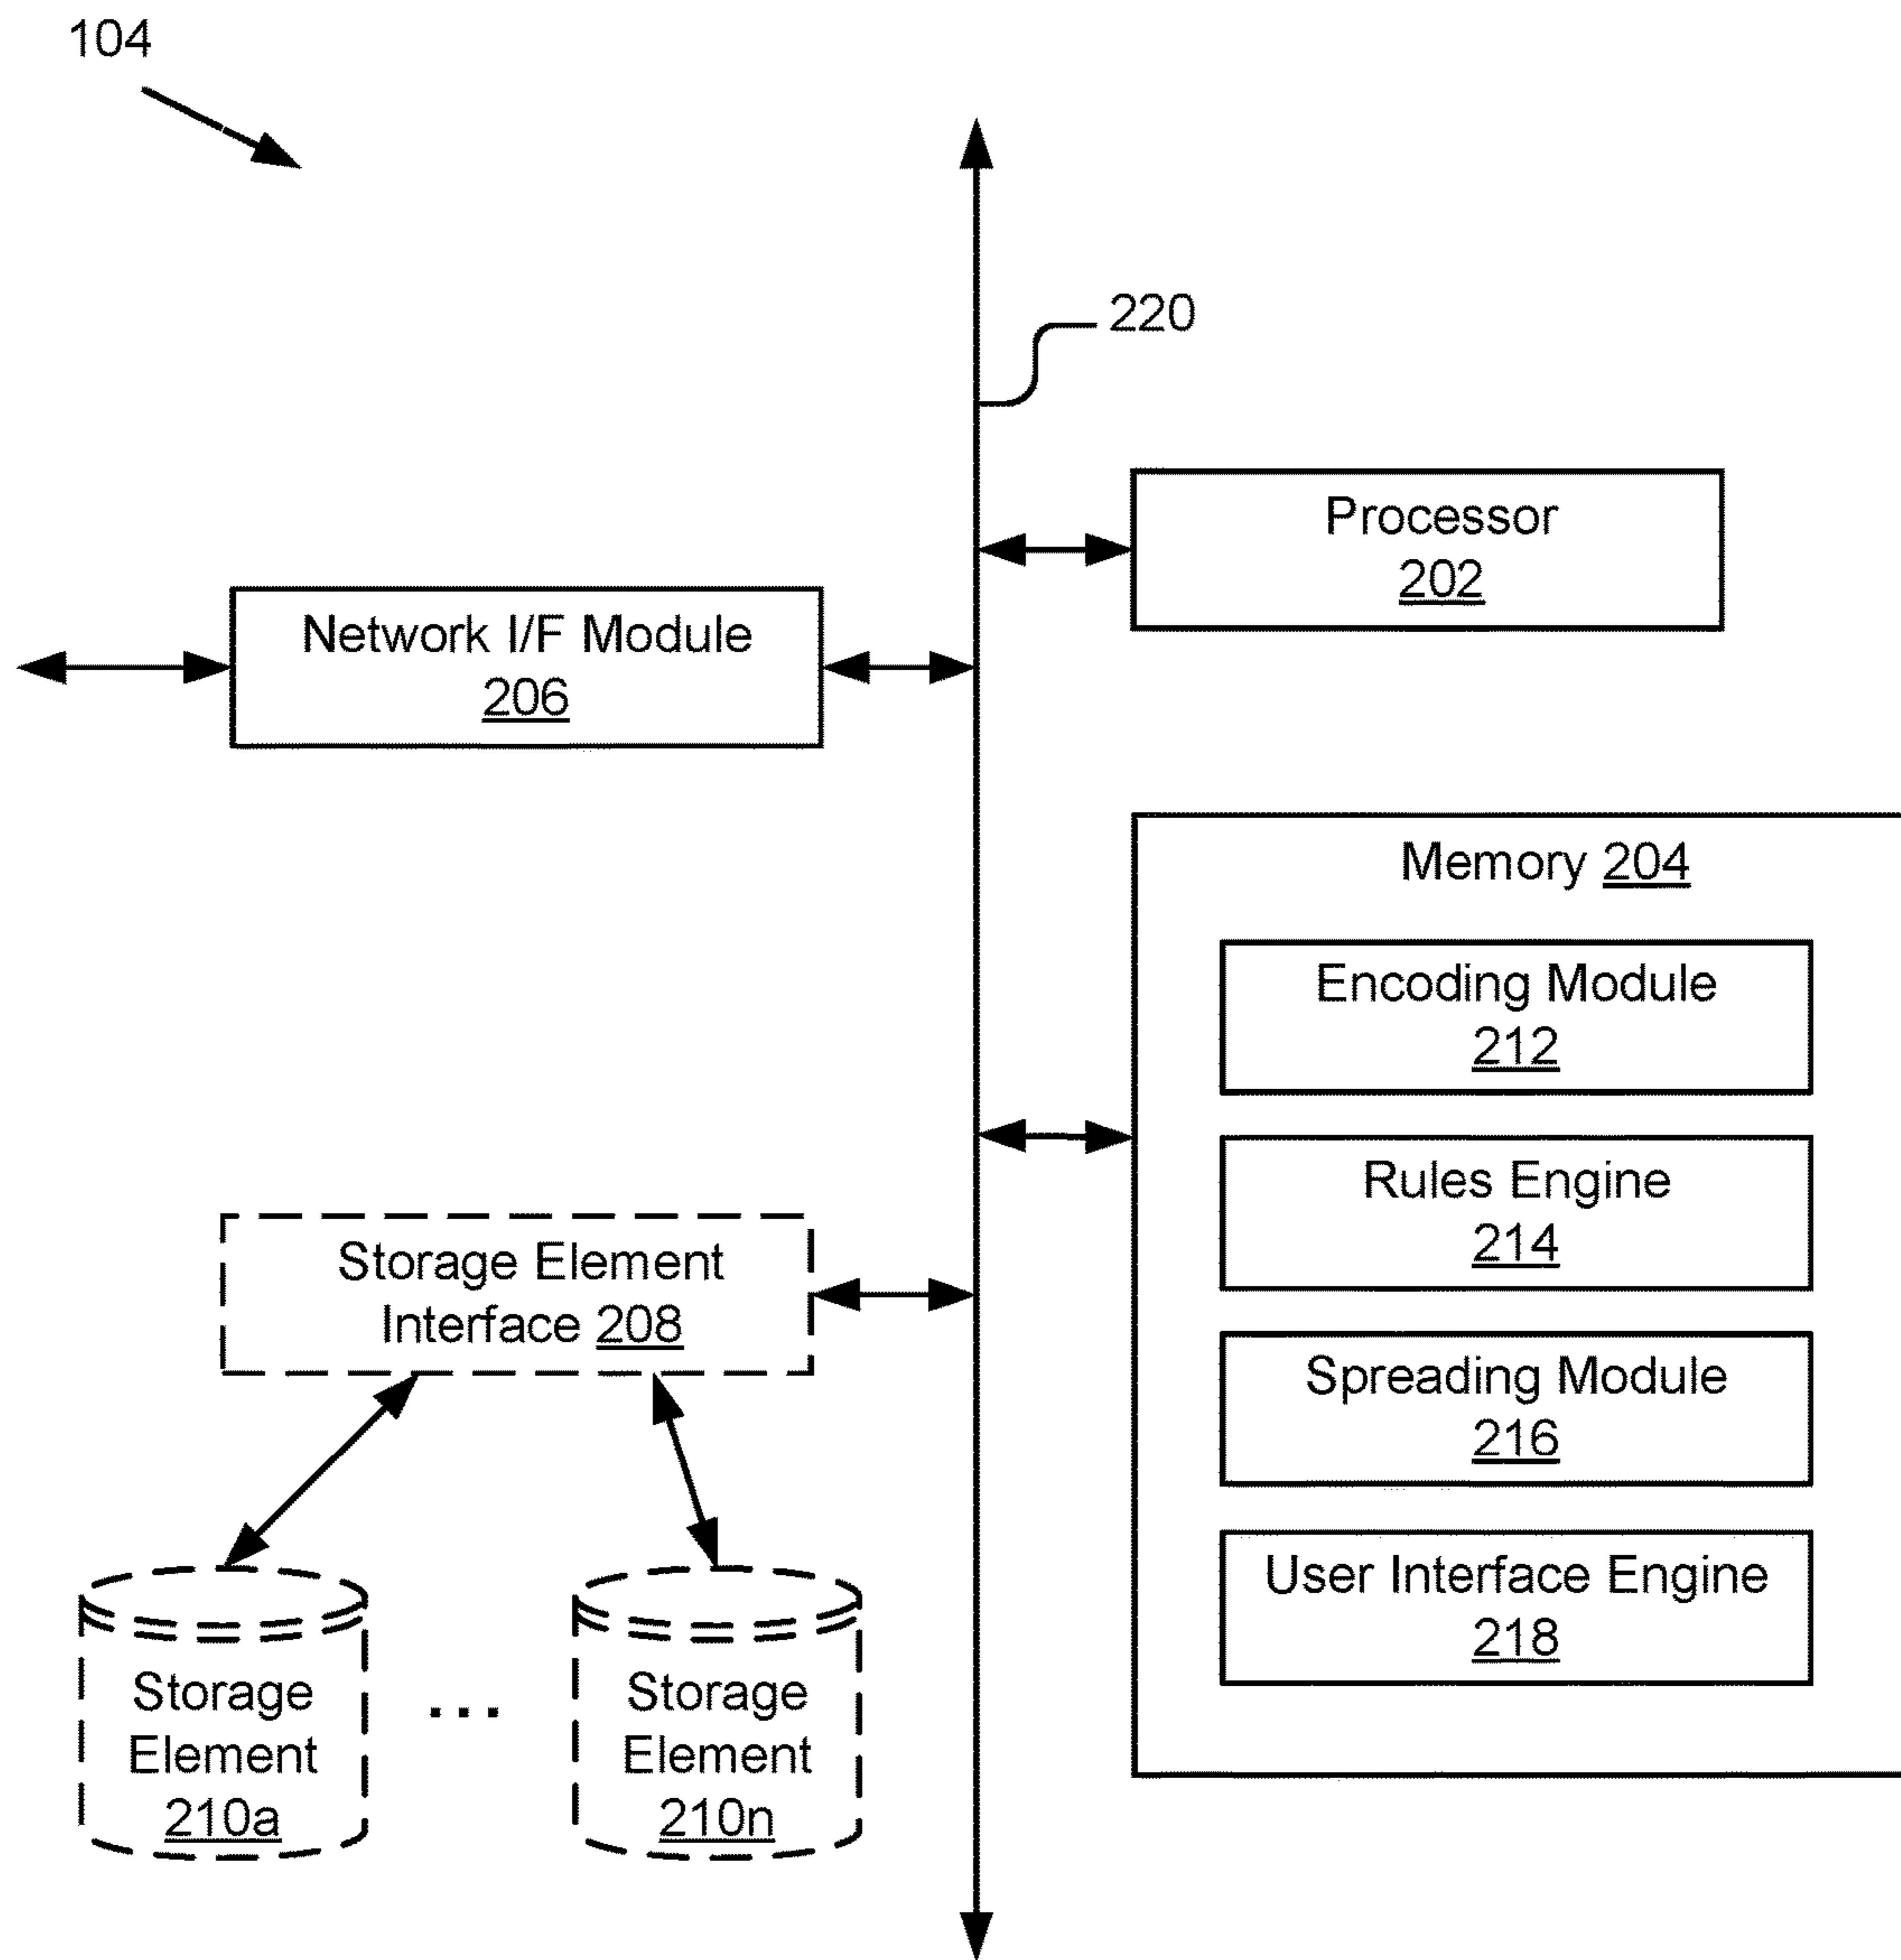 104
220
Processor
202
Network I/F Module
206
Memory 204
Encoding Module
212
Rules Engine
214
Storage Element
Interface 208
Spreading Module
216
User Interface Engine
218
Storage
Element
210a
...
Storage
Element
210n